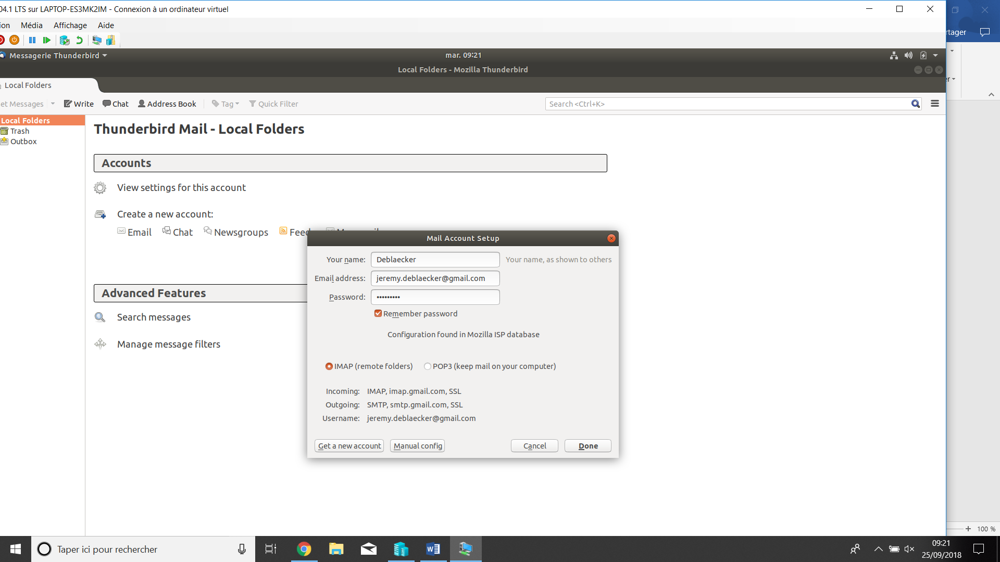 04.1 LTS sur LAPTOP-ES3MK2IM - Connexion à un ordinateur virtuel
ion Média Affichage Aide
rtager
Messagerie Thunderbird mar. 09:21
Local Folders - Mozilla Thunderbird
Local Folders
et Messages Write Chat Address Book Tag Quick Filter Search <Ctrl+K>
Local Folders
Trash
Outbox
Thunderbird Mail - Local Folders
Accounts
View settings for this account
Create a new account:
Email Chat Newsgroups Feed
Mail Account Setup
Your name: Deblaecker Your name, as shown to others
Email address: jeremy.deblaecker@gmail.com
Password: •••••••••
Remember password
Configuration found in Mozilla ISP database
IMAP (remote folders) POP3 (keep mail on your computer)
Incoming: IMAP, imap.gmail.com, SSL
Outgoing: SMTP, smtp.gmail.com, SSL
Username: jeremy.deblaecker@gmail.com
Get a new account Manual config Cancel Done
Advanced Features
Search messages
Manage message filters
100 %
Taper ici pour rechercher
09:21
25/09/2018